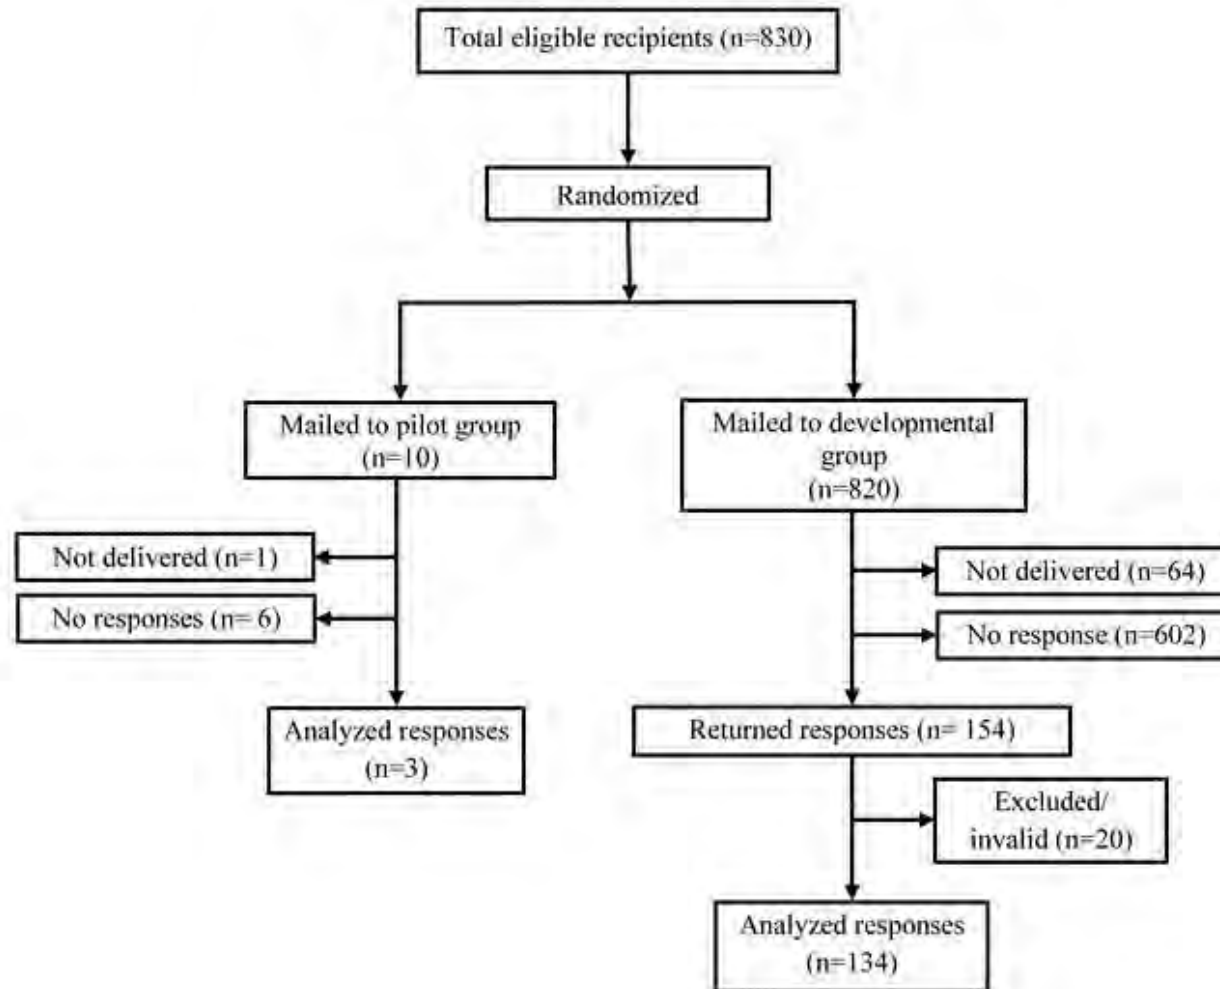 Total eligible recipients (n=830)
Randomized
Mailed to pilot group
(n=10)
Mailed to developmental
group
(n=820)
Not delivered (n=1)
No responses (n= 6)
Not delivered (n=64)
No response (n=602)
Analyzed responses
(n=3)
Returned responses (n= 154)
Excluded/
invalid (n=20)
Analyzed responses
(n=134)